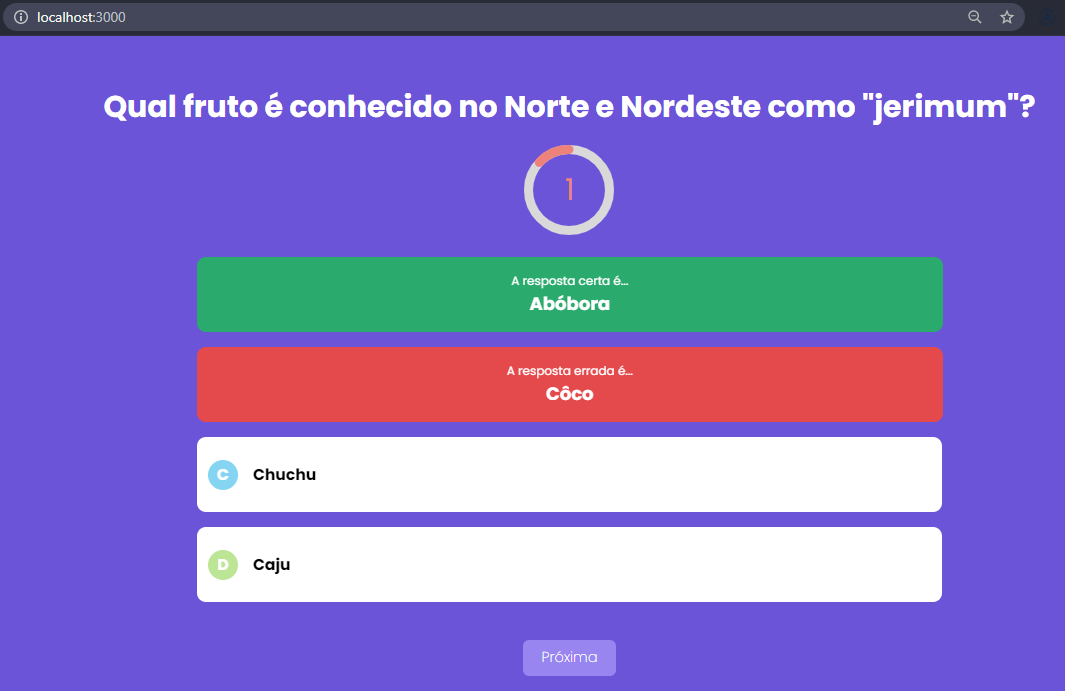 localhost:3000
Qual fruto é conhecido no Norte e Nordeste como "jerimum"?
1
A resposta certa é...
Abóbora
A resposta errada é...
Côco
C Chuchu
D Caju
Próxima